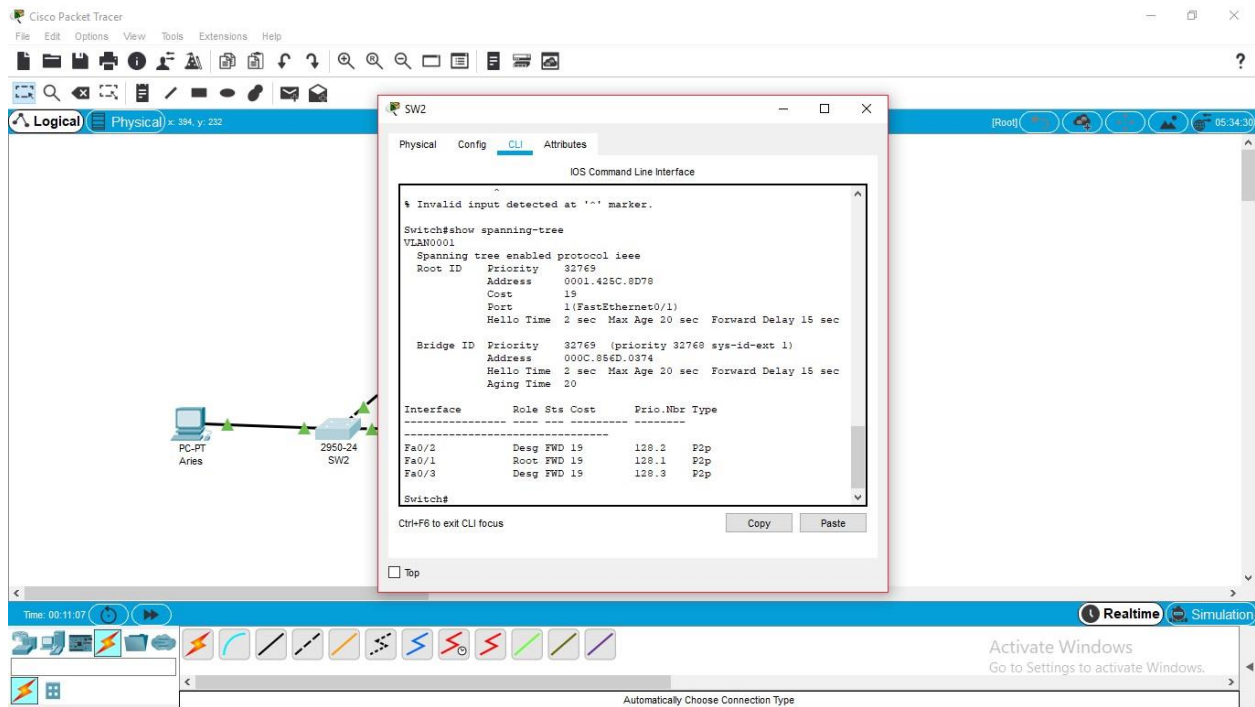 Cisco Packet Tracer
File Edit Options View Tools Extensions Help
?
Logical Physical x: 394, y: 232
[Root] 05:34:30
SW2
Physical Config CLI Attributes
IOS Command Line Interface
^
% Invalid input detected at '^' marker.
Switch#show spanning-tree
VLAN0001
Spanning tree enabled protocol ieee
Root ID Priority 32769
Address 0001.425C.8D78
Cost 19
Port 1(FastEthernet0/1)
Hello Time 2 sec Max Age 20 sec Forward Delay 15 sec
Bridge ID Priority 32769 (priority 32768 sys-id-ext 1)
Address 000C.856D.0374
Hello Time 2 sec Max Age 20 sec Forward Delay 15 sec
Aging Time 20
Interface Role Sts Cost Prio.Nbr Type
---------------- ---- --- --------- --------
--------------------------------
Fa0/2 Desg FWD 19 128.2 P2p
Fa0/1 Root FWD 19 128.1 P2p
Fa0/3 Desg FWD 19 128.3 P2p
Switch#
Ctrl+F6 to exit CLI focus
Copy Paste
Top
PC-PT
Aries
2950-24
SW2
Time: 00:11:07
Realtime Simulation
Activate Windows
Go to Settings to activate Windows.
Automatically Choose Connection Type